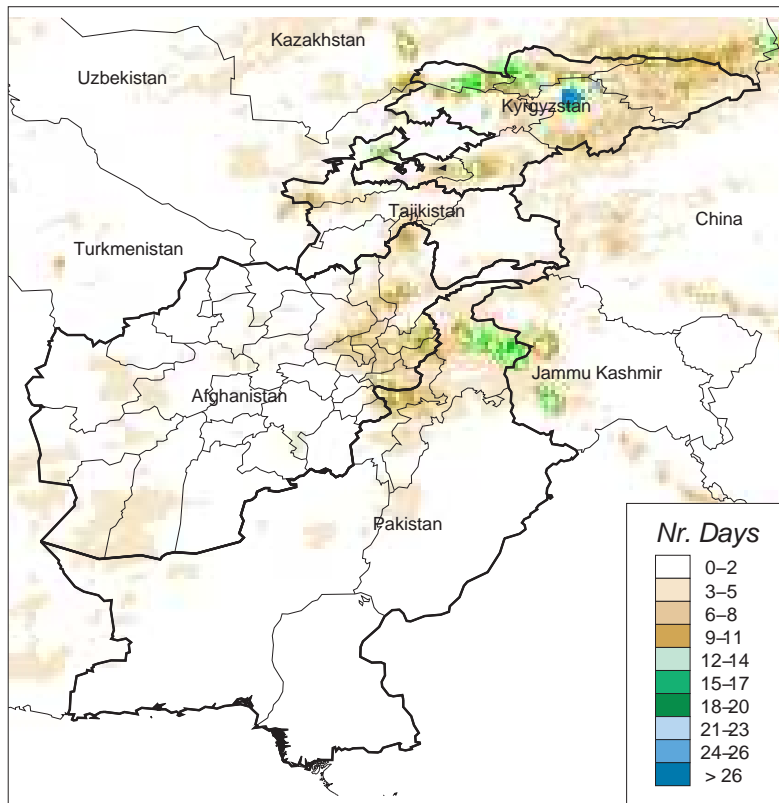 Kazakhstan
Uzbekistan
Kyrgyzstan
Tajikistan
China
Turkmenistan
Jammu Kashmir
Afghanistan
Pakistan
Nr. Days
0–2
3–5
6–8
9–11
12–14
15–17
18–20
21–23
24–26
> 26